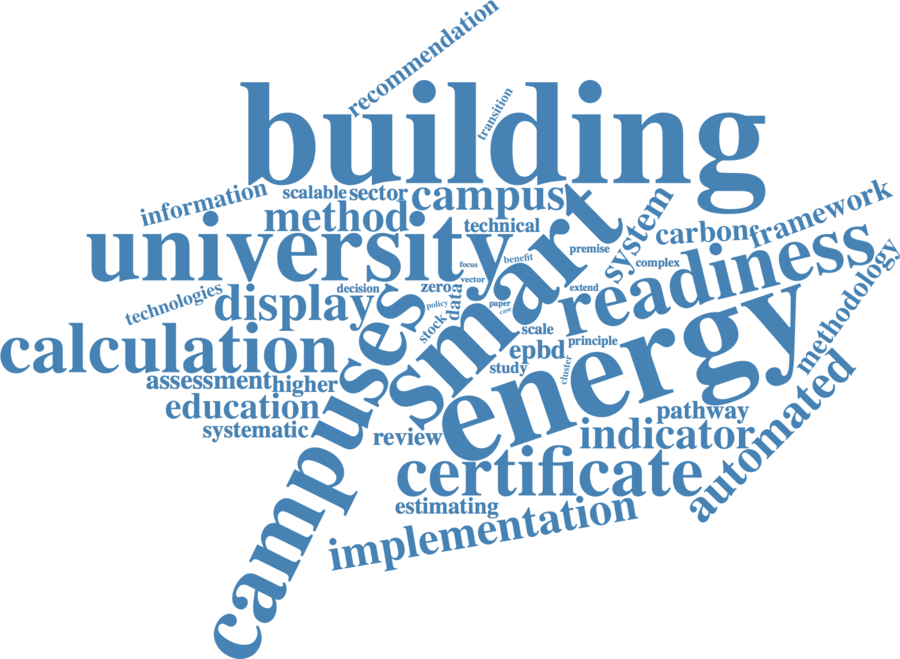 recommendation
transition
building
information
scalable
sector
campus
method
technical
system
carbon
framework
university
smart
readiness
focus
benefit
premise
complex
vector
technologies
display
decision
zero
data
policy
paper
case
extend
methodology
stock
scale
calculation
campuses
energy
epbd
principle
study
cluster
assessment
higher
education
systematic
review
pathway
indicator
automated
certificate
estimating
implementation